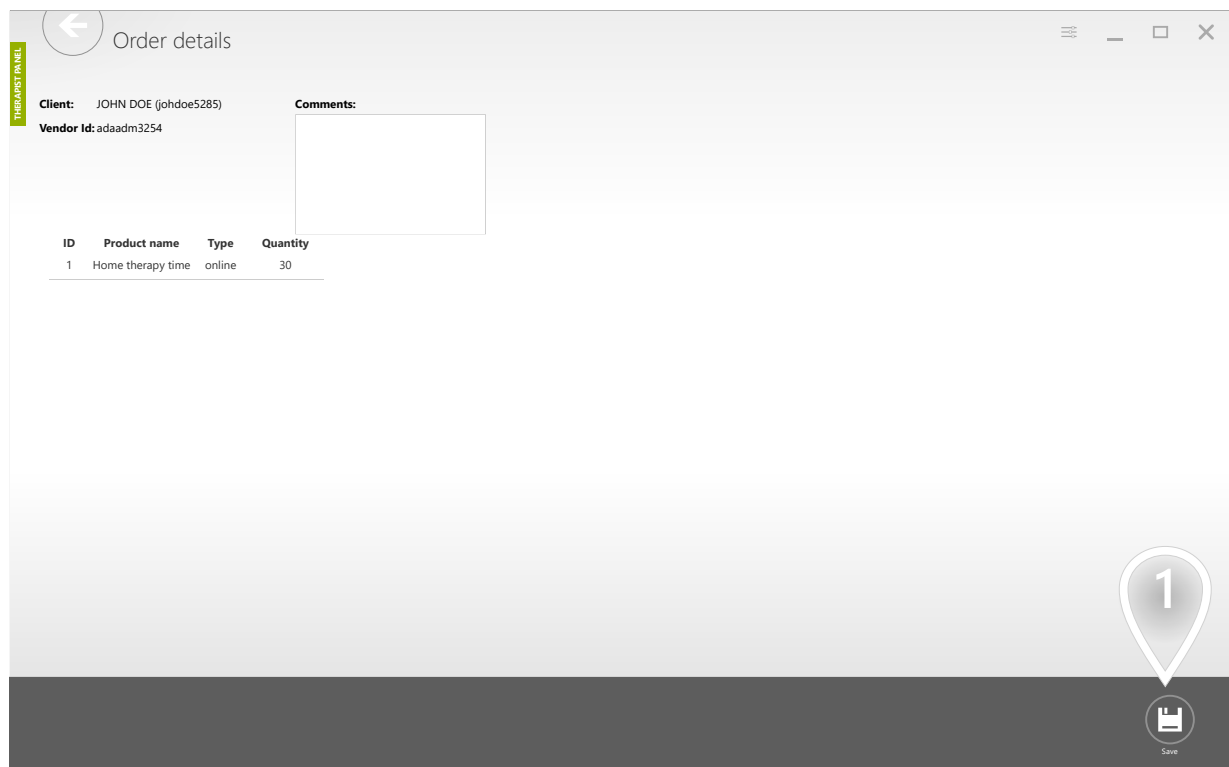 Order details
THERAPIST PANEL
Client: JOHN DOE (johdoe5285)
Comments:
Vendor Id: adaadm3254
ID Product name Type Quantity
1 Home therapy time online 30
1
Save